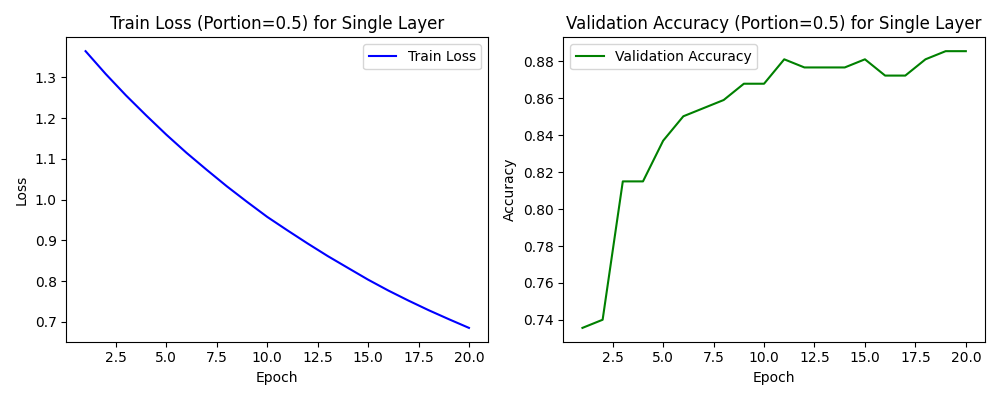 Train Loss (Portion=0.5) for Single Layer
Train Loss
1.3
1.2
1.1
1.0
0.9
0.8
0.7
Loss
2.5 5.0 7.5 10.0 12.5 15.0 17.5 20.0
Epoch
Validation Accuracy (Portion=0.5) for Single Layer
Validation Accuracy
0.88
0.86
0.84
0.82
0.80
0.78
0.76
0.74
Accuracy
2.5 5.0 7.5 10.0 12.5 15.0 17.5 20.0
Epoch